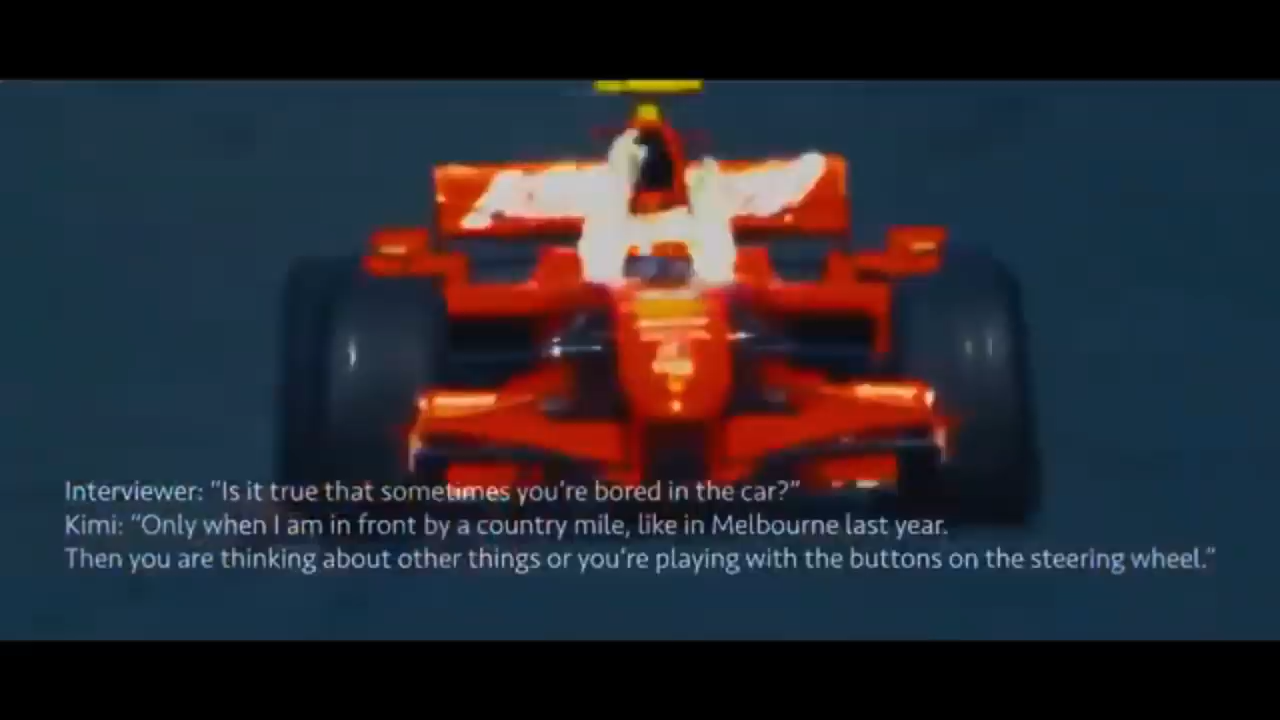 Interviewer: “Is it true that sometimes you’re bored in the car?”
Kimi: “Only when I am in front by a country mile, like in Melbourne last year.
Then you are thinking about other things or you’re playing with the buttons on the steering wheel.”